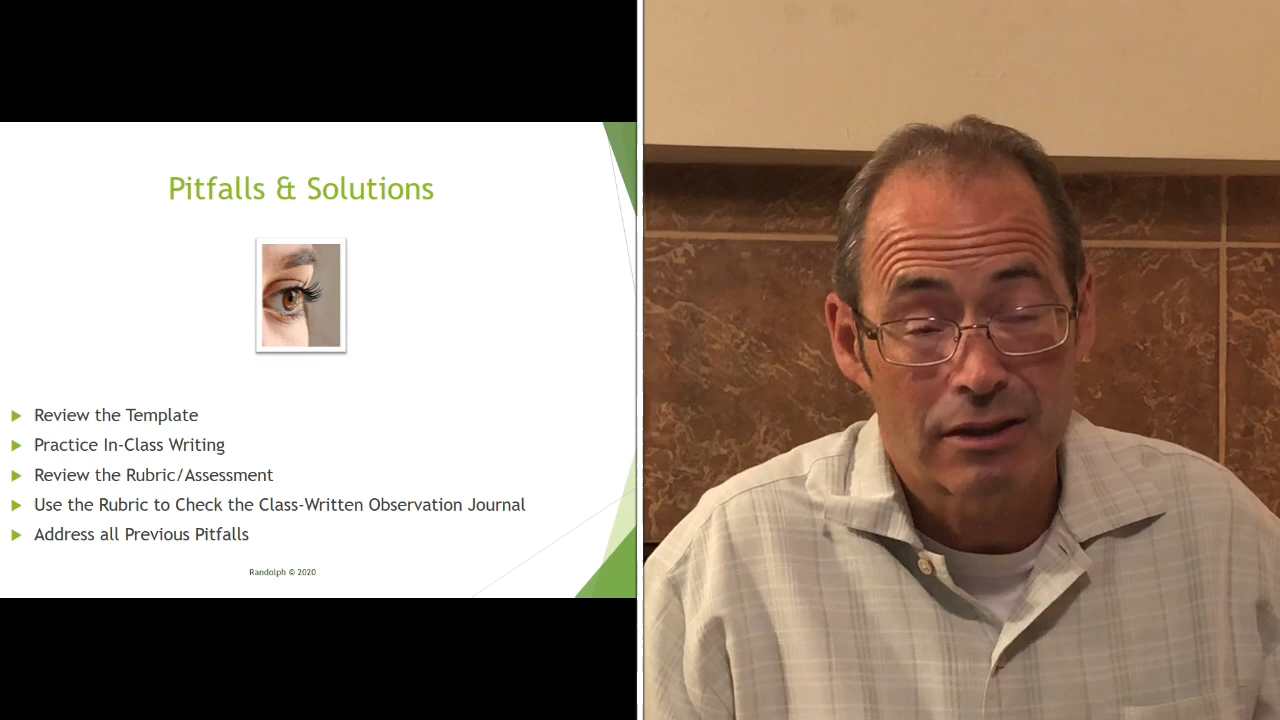 Pitfalls & Solutions
Review the Template
Practice In-Class Writing
Review the Rubric/Assessment
Use the Rubric to Check the Class-Written Observation Journal
Address all Previous Pitfalls
Randolph © 2020